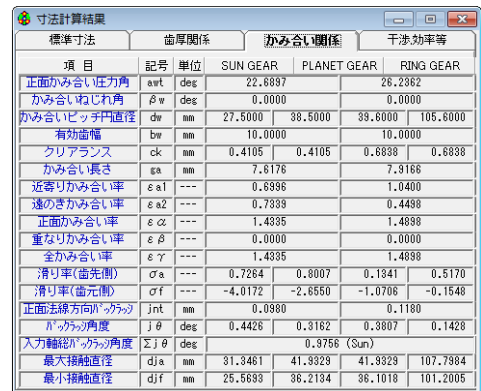 寸法計算結果
標準寸法 歯厚関係 かみ合い関係 干渉,効率等
項 目 記号 単位 SUN GEAR PLANET GEAR RING GEAR
正面かみ合い圧力角 αwt deg 22.6897 26.2362
かみ合いねじれ角 βw deg 0.0000 0.0000
かみ合いピッチ円直径 dw mm 27.5000 38.5000 39.6000 105.6000
有効歯幅 bw mm 10.0000 10.0000
クリアランス ck mm 0.4105 0.4105 0.6838 0.6838
かみ合い長さ ga mm 7.6176 7.9166
近寄りかみ合い率 εa1 --- 0.6996 1.0400
遠のきかみ合い率 εa2 --- 0.7339 0.4498
正面かみ合い率 εα --- 1.4335 1.4898
重なりかみ合い率 εβ --- 0.0000 0.0000
全かみ合い率 εγ --- 1.4335 1.4898
滑り率(歯先側) σa --- 0.7264 0.8007 0.1341 0.5170
滑り率(歯元側) σf --- -4.0172 -2.6550 -1.0706 -0.1548
正面法線方向ﾊﾞｯｸﾗｯｼ jnt mm 0.0980 0.1180
ﾊﾞｯｸﾗｯｼ角度 jθ deg 0.4426 0.3162 0.3807 0.1428
入力軸総ﾊﾞｯｸﾗｯｼ角度 Σjθ deg 0.9756 (Sun)
最大接触直径 dja mm 31.3461 41.9329 41.9329 107.7984
最小接触直径 djf mm 25.5693 36.2134 36.1018 101.2005